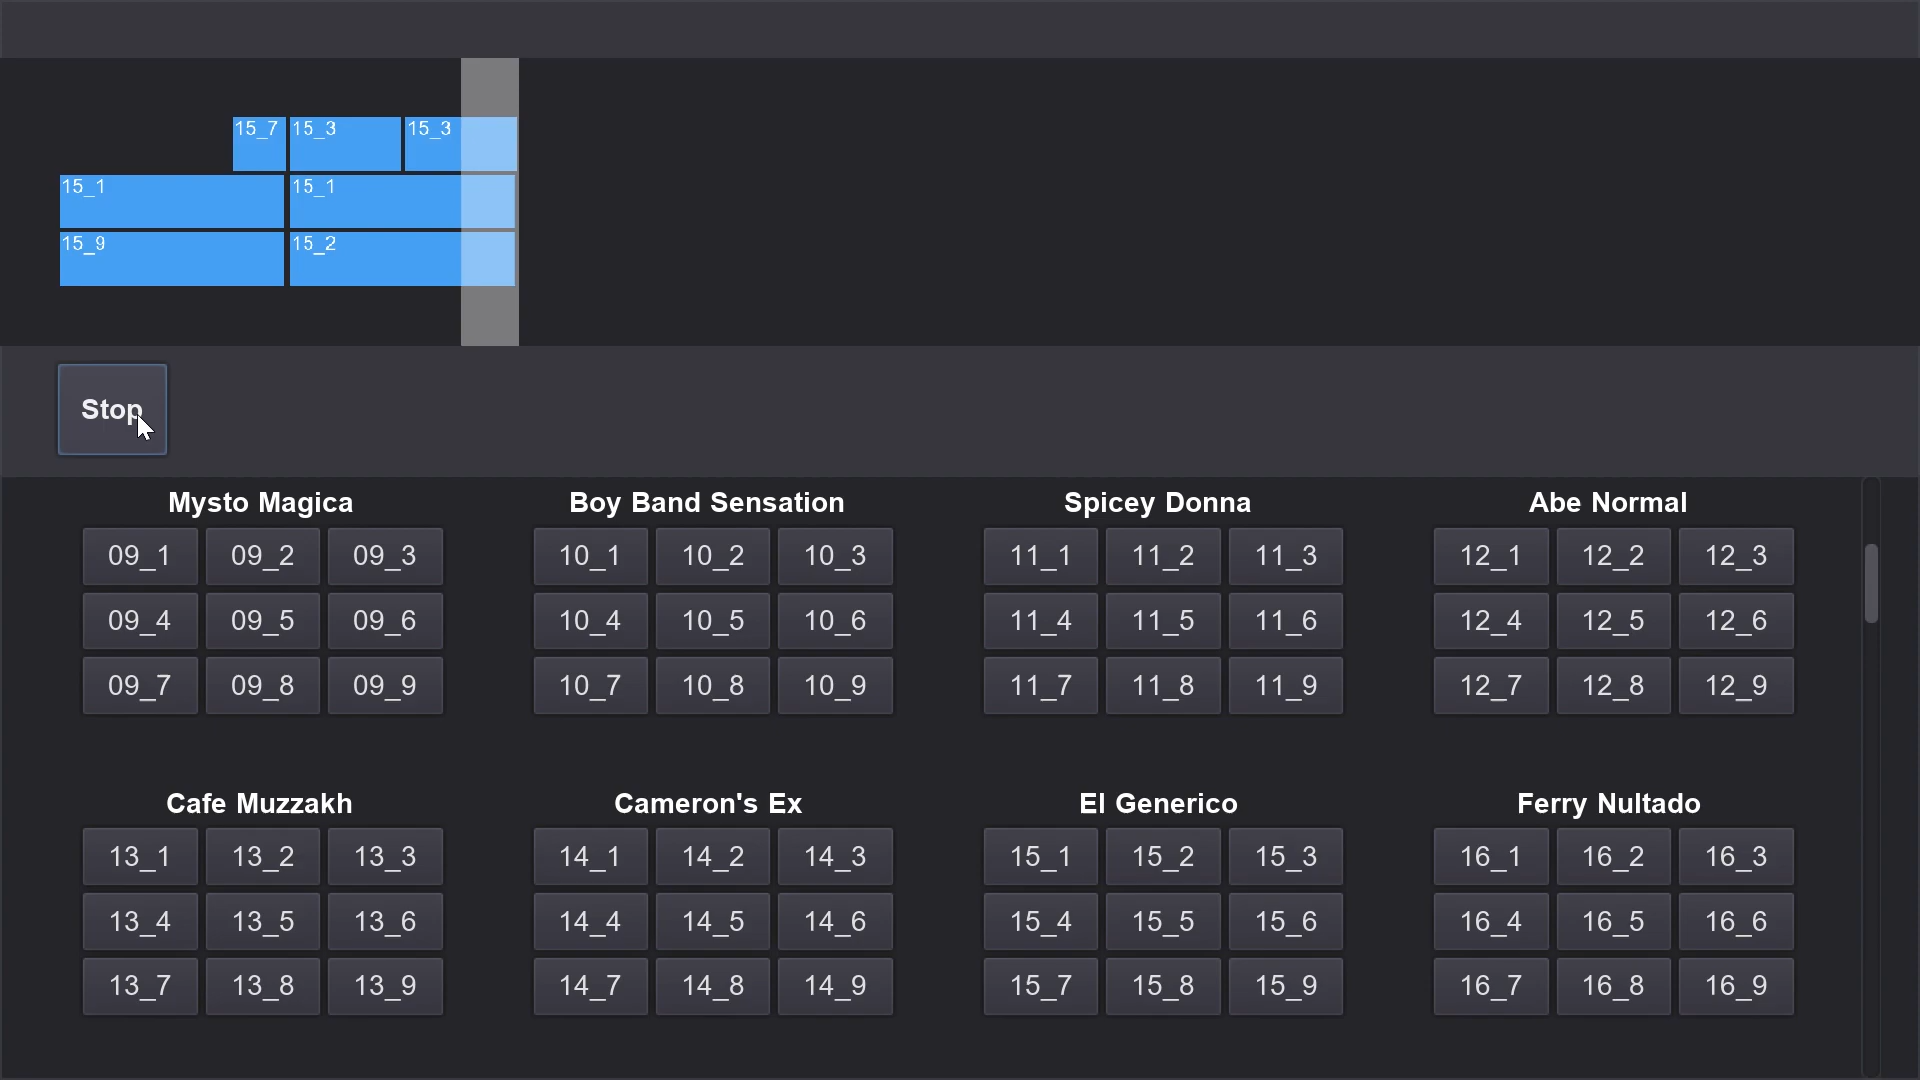 15_7 15_3 15_3
15_1 15_1
15_9 15_2
Stop
Mysto Magica Boy Band Sensation Spicey Donna Abe Normal
09_1 09_2 09_3 10_1 10_2 10_3 11_1 11_2 11_3 12_1 12_2 12_3
09_4 09_5 09_6 10_4 10_5 10_6 11_4 11_5 11_6 12_4 12_5 12_6
09_7 09_8 09_9 10_7 10_8 10_9 11_7 11_8 11_9 12_7 12_8 12_9
Cafe Muzzakh Cameron's Ex El Generico Ferry Nultado
13_1 13_2 13_3 14_1 14_2 14_3 15_1 15_2 15_3 16_1 16_2 16_3
13_4 13_5 13_6 14_4 14_5 14_6 15_4 15_5 15_6 16_4 16_5 16_6
13_7 13_8 13_9 14_7 14_8 14_9 15_7 15_8 15_9 16_7 16_8 16_9